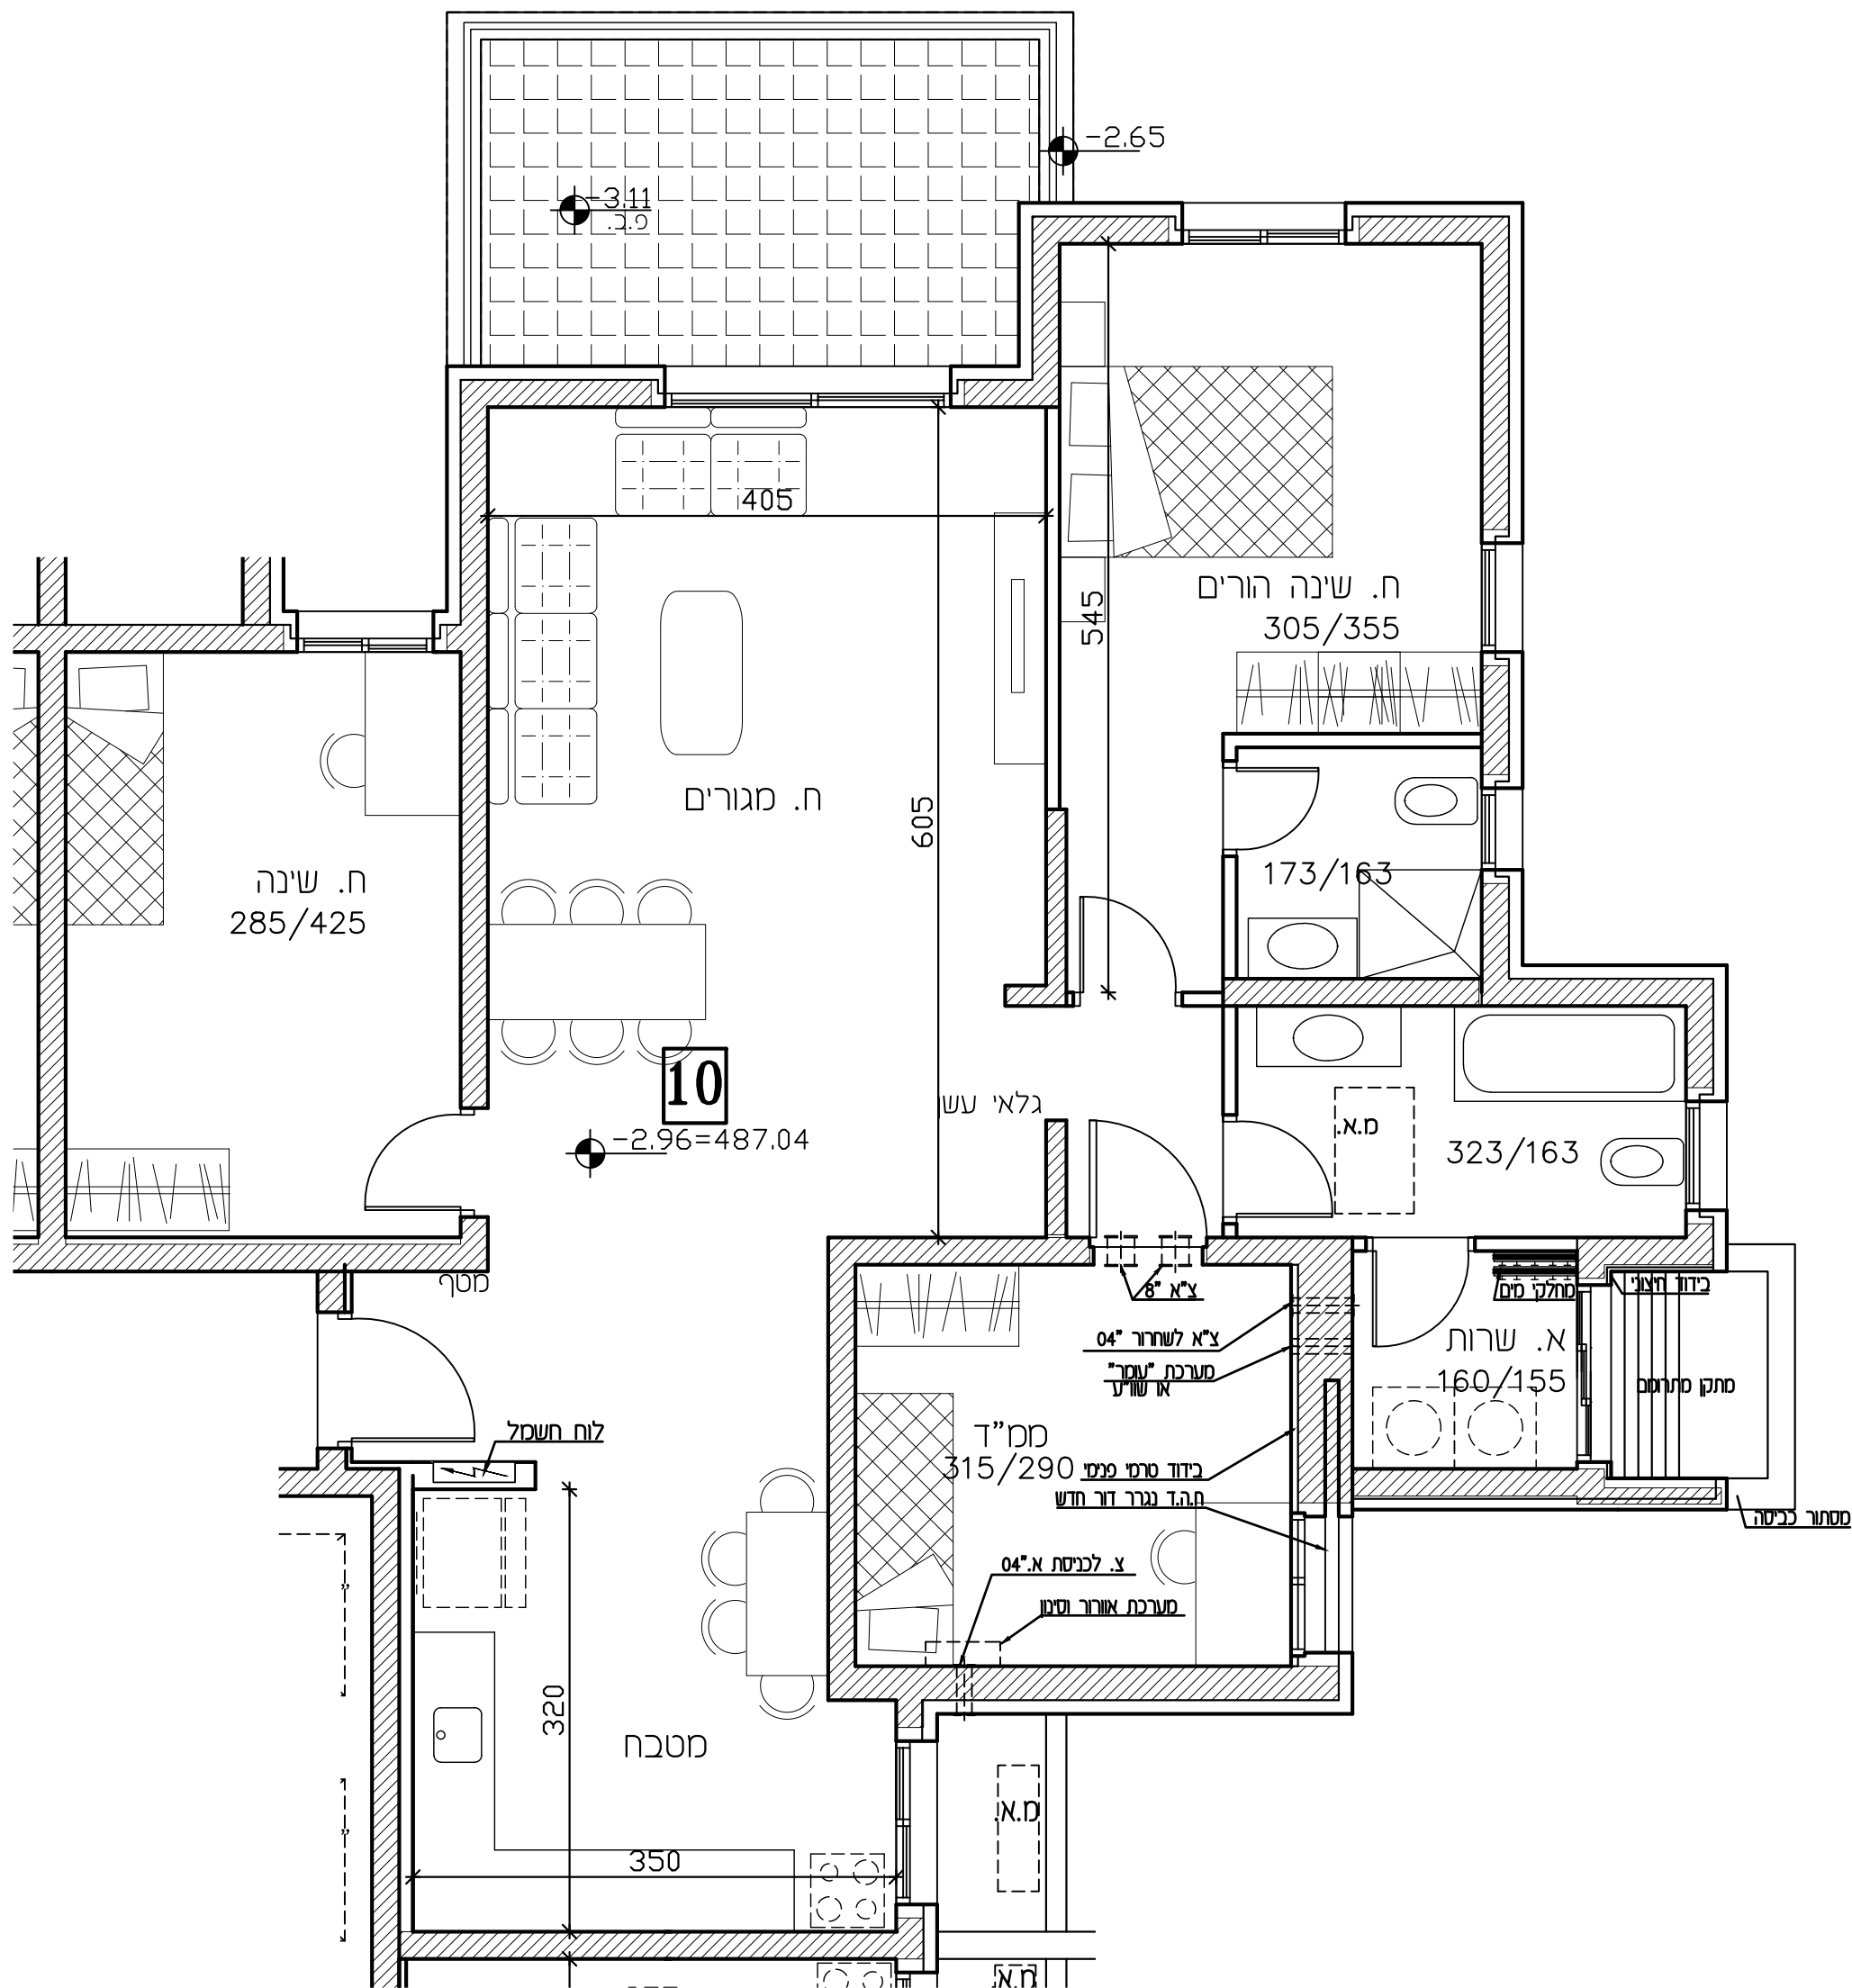 -2.65
-3.11
פ.ב.
405
545
ח. שינה הורים
305/355
ח. מגורים
605
173/163
ח. שינה
285/425
10
-2.96=487.04
גלאי עשן
מ.א.
323/163
מטף
צ"א 8"
מחלקי מים
בידוד חיצוני
צ"א לשחרור 04"
מערכת "עומר"
או שוו"ע
א. שרות
160/155
מתקן מתרומם
לוח חשמל
ממ"ד
315/290
בידוד טרמי פנימי
ח.ה.ד נגרר דור חדש
מסתור כביסה
צ. לכניסת א.04"
מערכת אוורור וסינון
320
מטבח
350
מ.א.
מ.א.